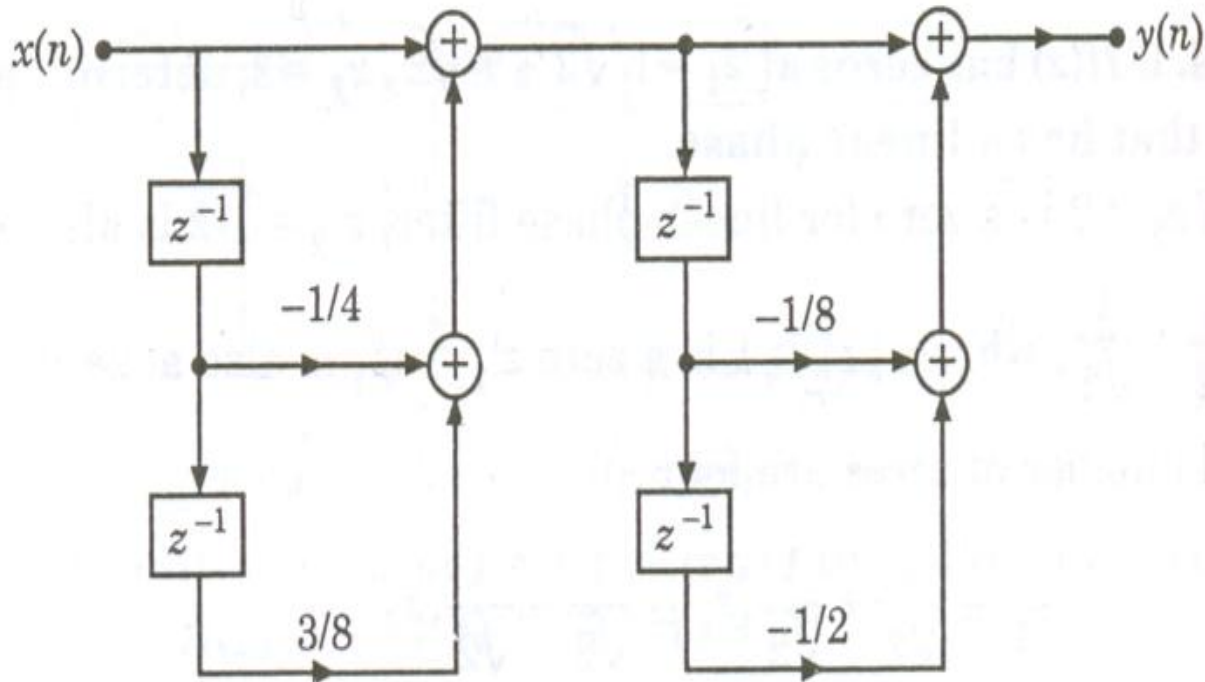 x(n) + + y(n)
z⁻¹ z⁻¹
−1/4 −1/8
+ +
z⁻¹ z⁻¹
3/8 −1/2